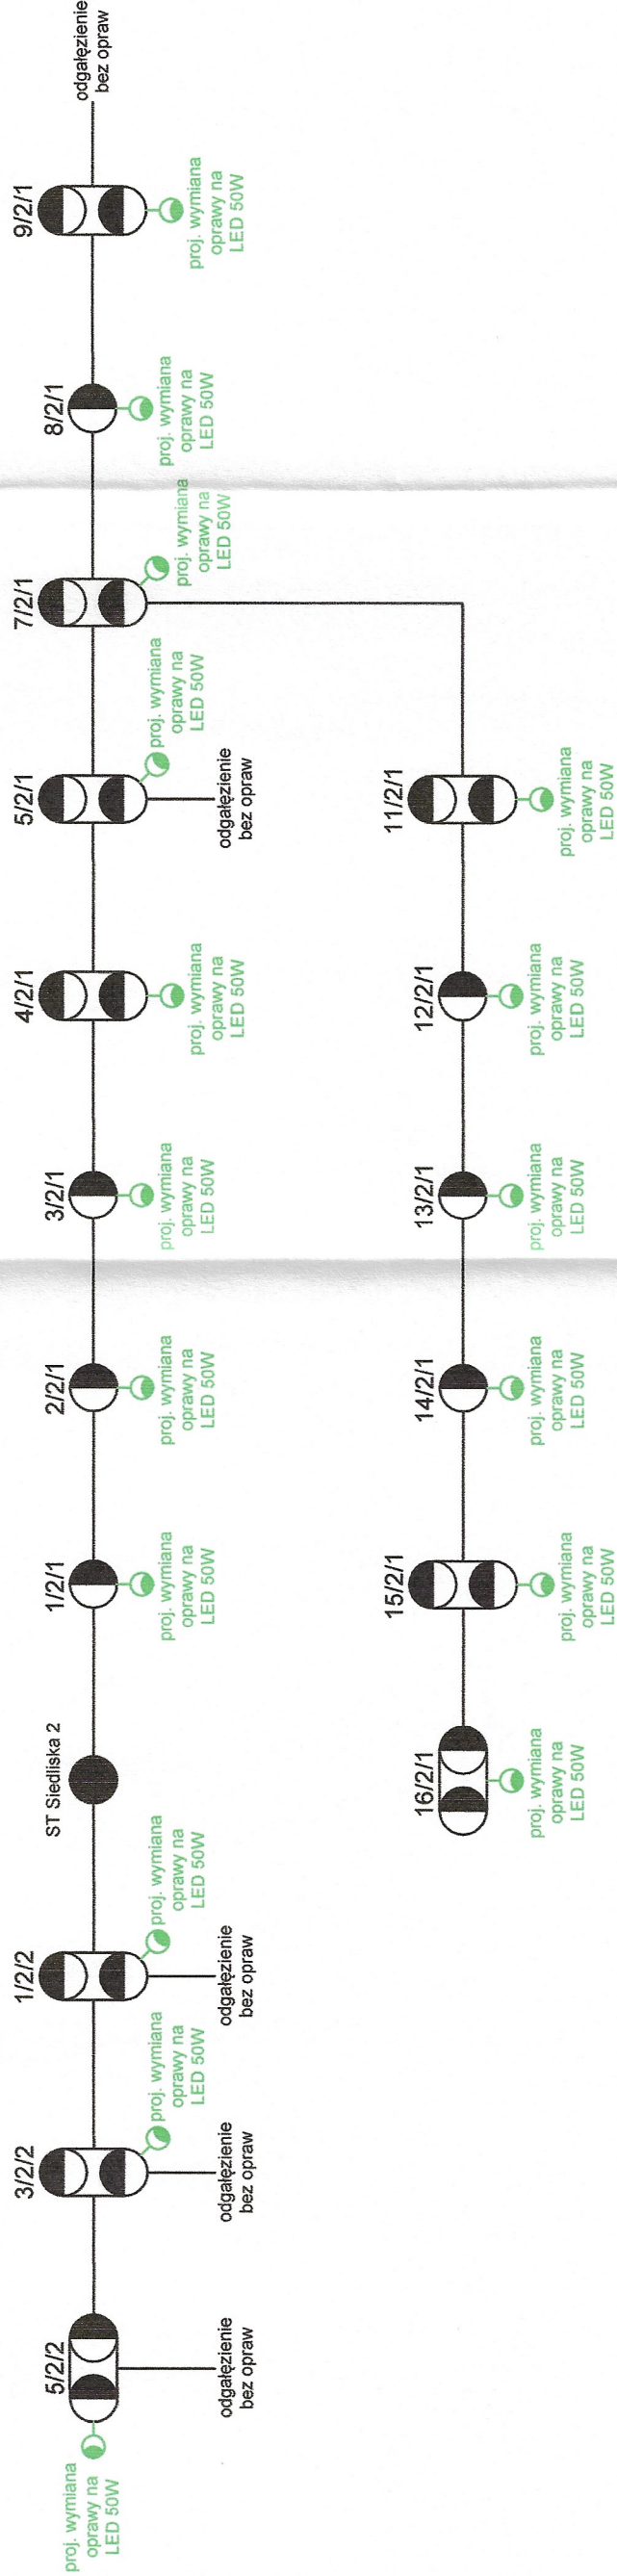 5/2/2
proj. wymiana
oprawy na
LED 50W
odgałęzienie
bez opraw
3/2/2
proj. wymiana
oprawy na
LED 50W
odgałęzienie
bez opraw
1/2/2
proj. wymiana
oprawy na
LED 50W
odgałęzienie
bez opraw
ST Siedliska 2
1/2/1
proj. wymiana
oprawy na
LED 50W
2/2/1
proj. wymiana
oprawy na
LED 50W
3/2/1
proj. wymiana
oprawy na
LED 50W
4/2/1
proj. wymiana
oprawy na
LED 50W
5/2/1
proj. wymiana
oprawy na
LED 50W
odgałęzienie
bez opraw
7/2/1
proj. wymiana
oprawy na
LED 50W
8/2/1
proj. wymiana
oprawy na
LED 50W
9/2/1
proj. wymiana
oprawy na
LED 50W
odgałęzienie
bez opraw
16/2/1
proj. wymiana
oprawy na
LED 50W
15/2/1
proj. wymiana
oprawy na
LED 50W
14/2/1
proj. wymiana
oprawy na
LED 50W
13/2/1
proj. wymiana
oprawy na
LED 50W
12/2/1
proj. wymiana
oprawy na
LED 50W
11/2/1
proj. wymiana
oprawy na
LED 50W